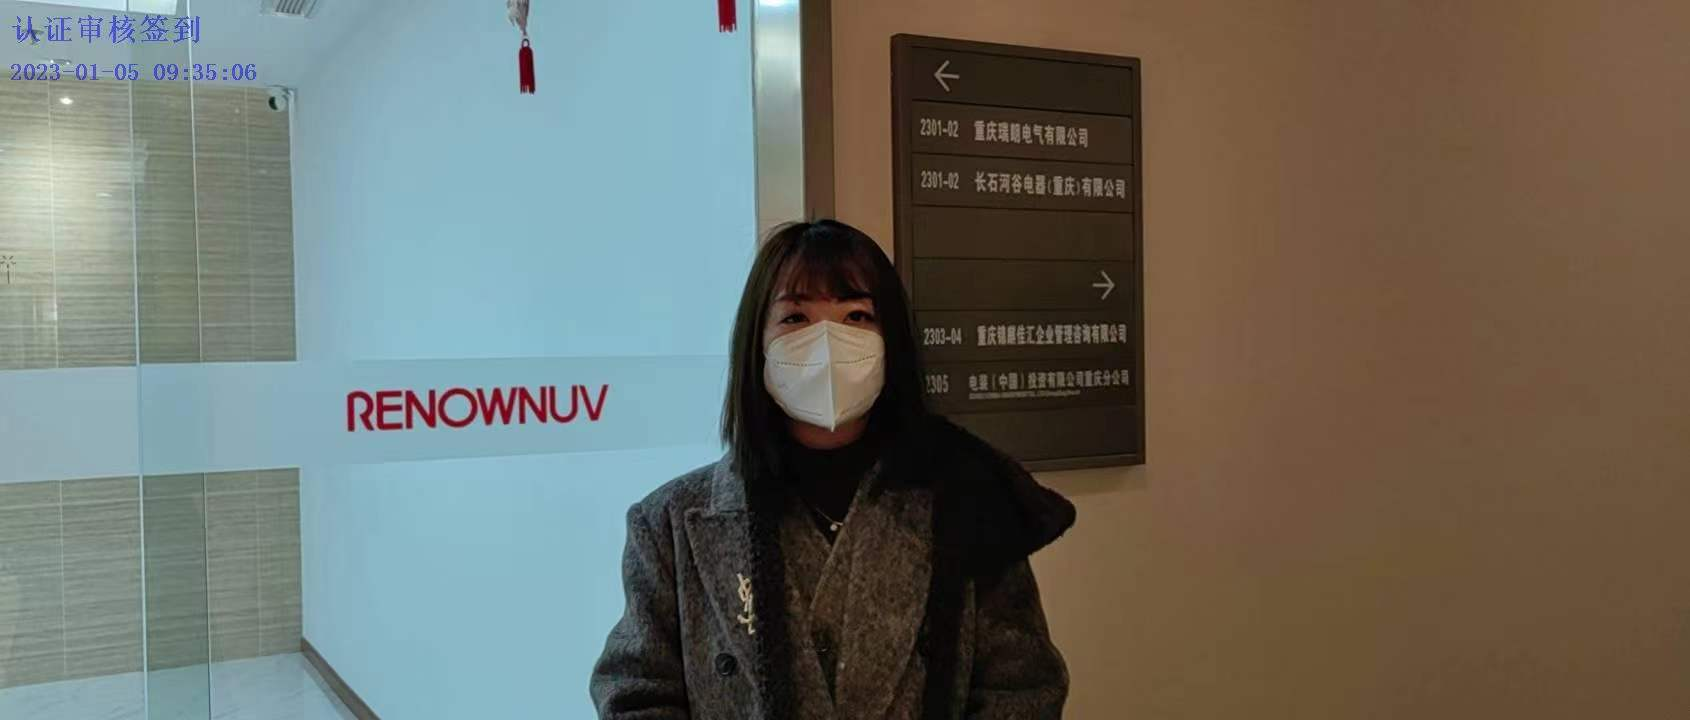 认证审核签到
2023-01-05 09:35:06
←
2301-02 重庆瑞朗电气有限公司
2301-02 长石河谷电器(重庆)有限公司
→
2303-04 重庆锦麒佳汇企业管理咨询有限公司
2305 电装(中国)投资有限公司重庆分公司
RENOWNUV